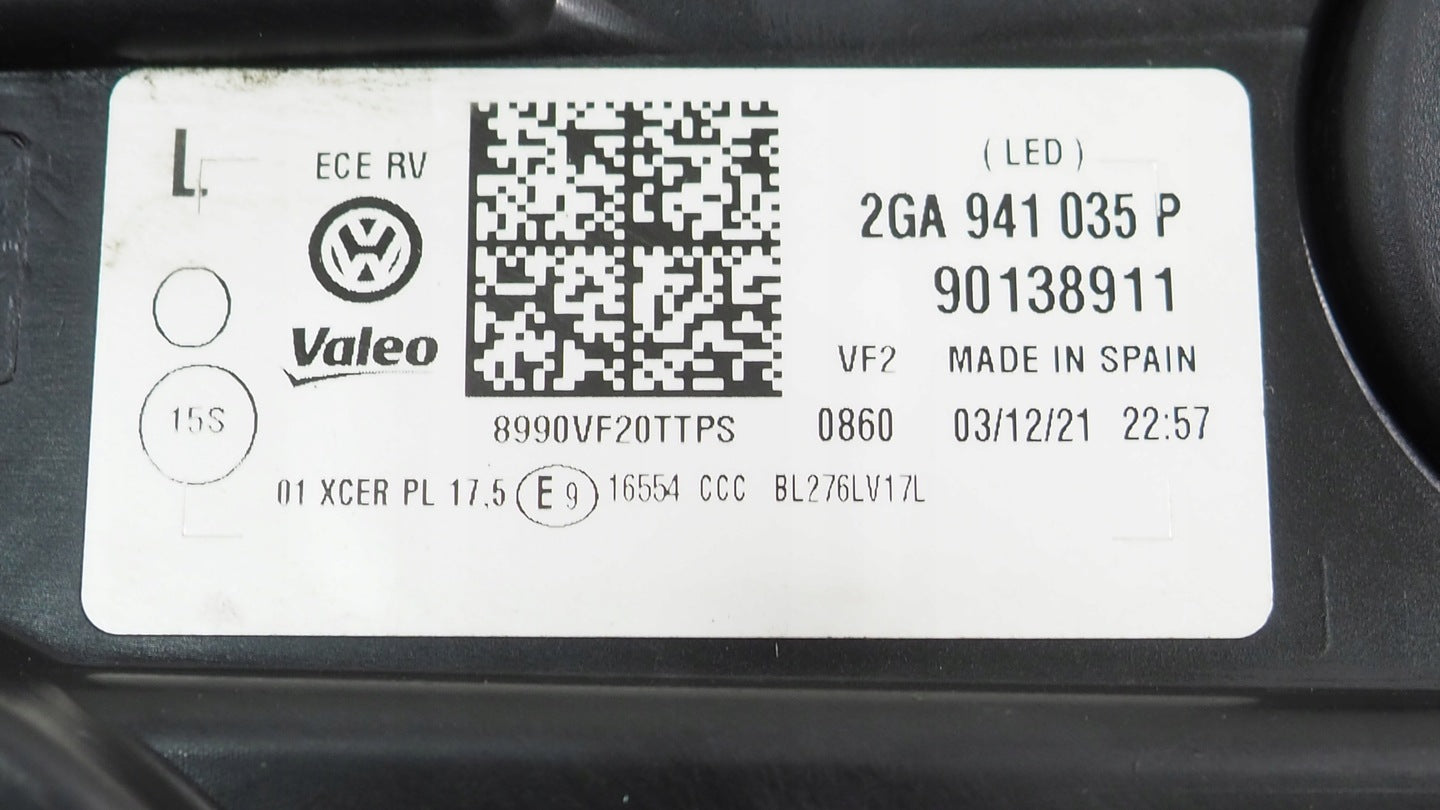 L
ECE RV
Valeo
15S
8990VF20TTPS
(LED)
2GA 941 035 P
90138911
VF2 MADE IN SPAIN
0860 03/12/21 22:57
01 XCER PL 17.5 E9 16554 CCC BL276LV17L